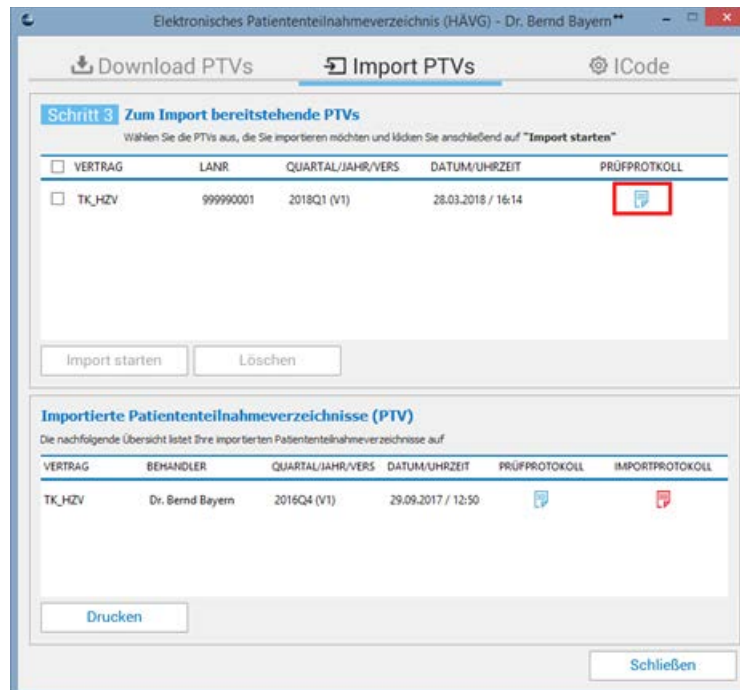 Elektronisches Patiententeilnahmeverzeichnis (HÄVG) - Dr. Bernd Bayern**
Download PTVs Import PTVs ICode
Schritt 3 Zum Import bereitstehende PTVs
Wählen Sie die PTVs aus, die Sie importieren möchten und klicken Sie anschließend auf "Import starten"
VERTRAG LANR QUARTAL/JAHR/VERS DATUM/UHRZEIT PRÜFPROTKOLL
TK_HZV 999990001 2018Q1 (V1) 28.03.2018 / 16:14
Import starten Löschen
Importierte Patiententeilnahmeverzeichnisse (PTV)
Die nachfolgende Übersicht listet Ihre importierten Patiententeilnahmeverzeichnisse auf
VERTRAG BEHANDLER QUARTAL/JAHR/VERS DATUM/UHRZEIT PRÜFPROTOKOLL IMPORTPROTOKOLL
TK_HZV Dr. Bernd Bayern 2016Q4 (V1) 29.09.2017 / 12:50
Drucken
Schließen